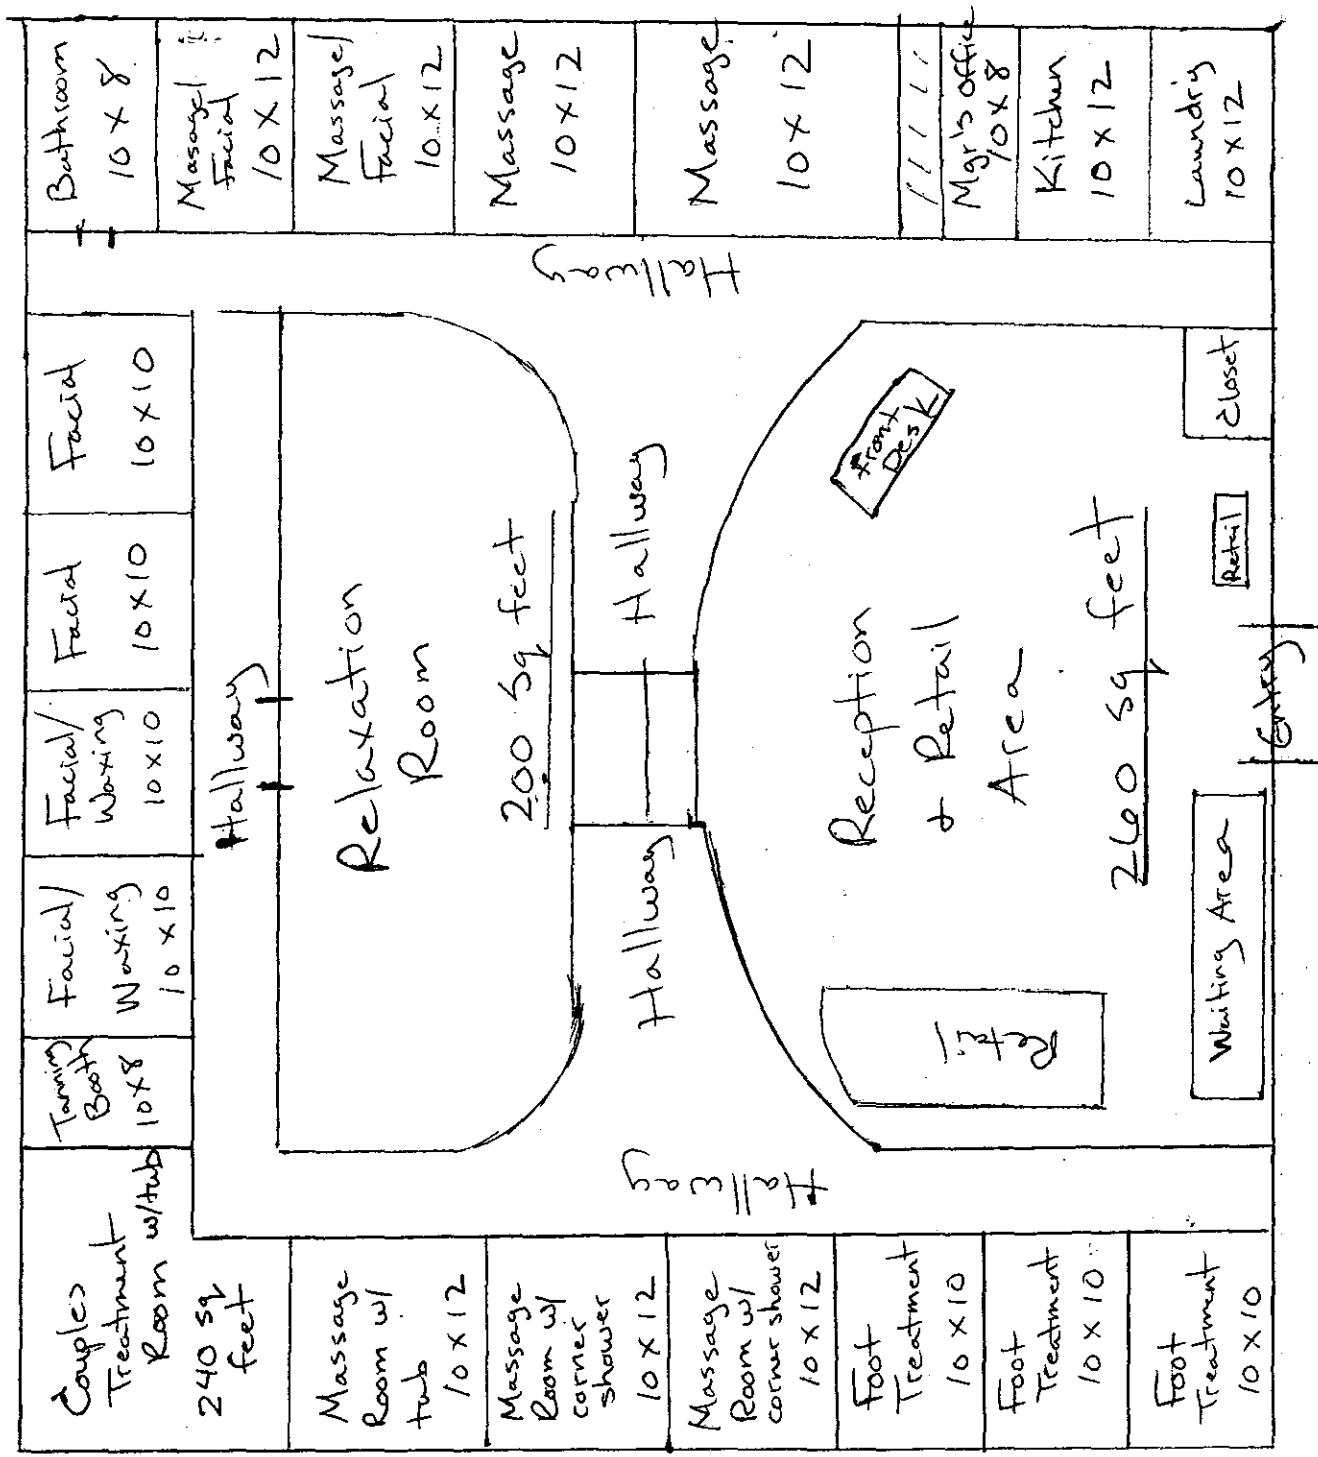 Bathroom
10 X 8
Masage/
Facial
10 X 12
Massage/
Facial
10 X 12
Massage
10 X 12
Massage
10 X 12
Mgr's office
10 X 8
Kitchen
10 X 12
Laundry
10 X 12
Hallway
Facial
10 X 10
Facial
10 X 10
Facial/
Waxing
10 X 10
Facial/
Waxing
10 X 10
Tanning
Booth
10 X 8
Hallway
Relaxation
Room
200 Sq feet
Hallway
Hallway
Front
Desk
Reception
+ Retail
Area
260 sq feet
Closet
Retail
Entry
Waiting Area
Retail
Hallway
Couples
Treatment
Room w/tub
240 sq
feet
Massage
Room w/
tub
10 X 12
Massage
Room w/
corner
shower
10 X 12
Massage
Room w/
corner shower
10 X 12
Foot
Treatment
10 X 10
Foot
Treatment
10 X 10
Foot
Treatment
10 X 10